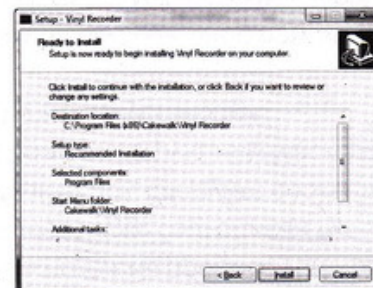 Setup - Vinyl Recorder
Ready to Install
Setup is now ready to begin installing Vinyl Recorder on your computer.
Click Install to continue with the installation, or click Back if you want to review or
change any settings.
Destination location:
C:\Program Files (x86)\Cakewalk\Vinyl Recorder
Setup type:
Recommended Installation
Selected components:
Program Files
Start Menu folder:
Cakewalk\Vinyl Recorder
Additional tasks:
< Back
Install
Cancel